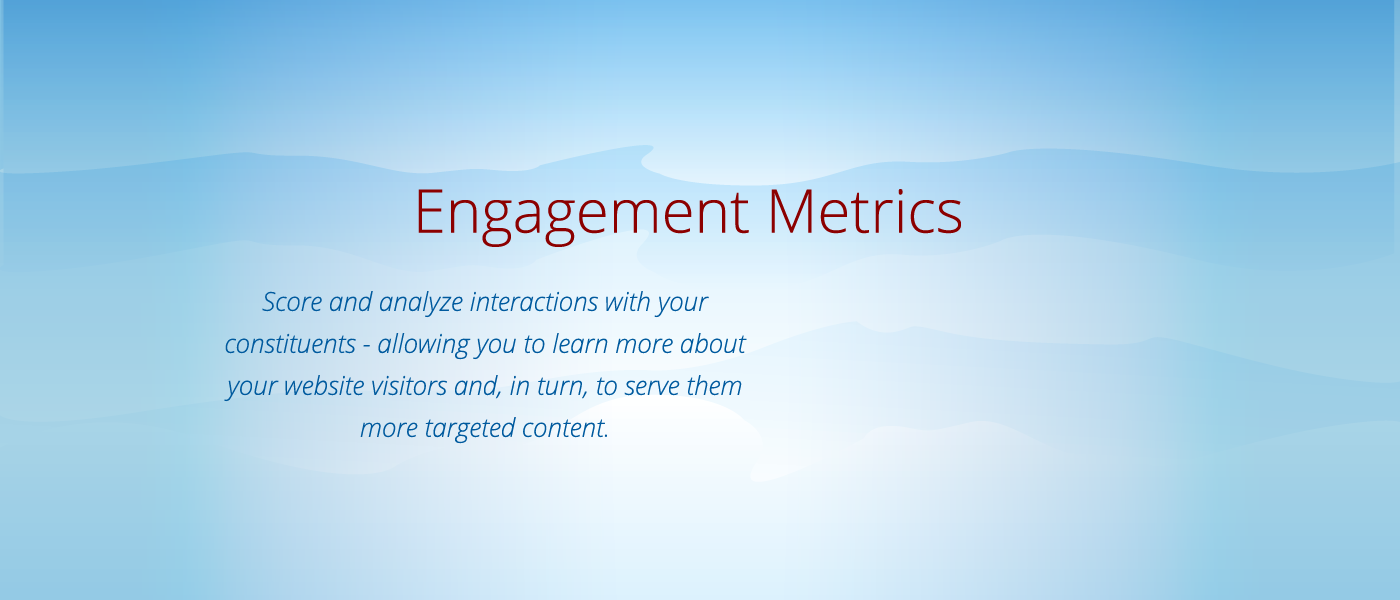 Engagement Metrics
Score and analyze interactions with your
constituents - allowing you to learn more about
your website visitors and, in turn, to serve them
more targeted content.